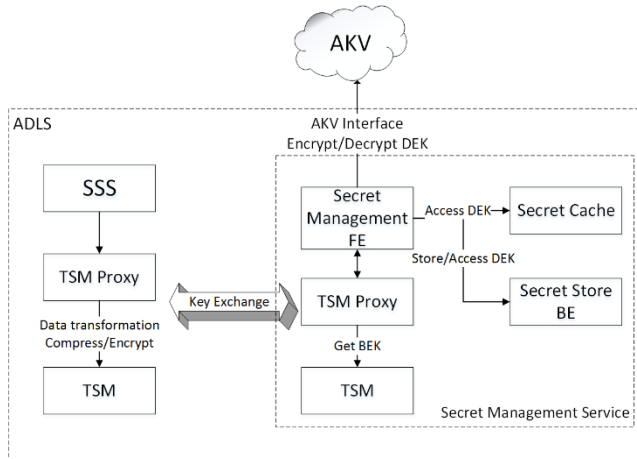 AKV
ADLS
AKV Interface
Encrypt/Decrypt DEK
SSS
Secret
Management
FE
Access DEK
Secret Cache
Store/Access DEK
TSM Proxy
Key Exchange
TSM Proxy
Secret Store
BE
Data transformation
Compress/Encrypt
Get BEK
TSM
TSM
Secret Management Service